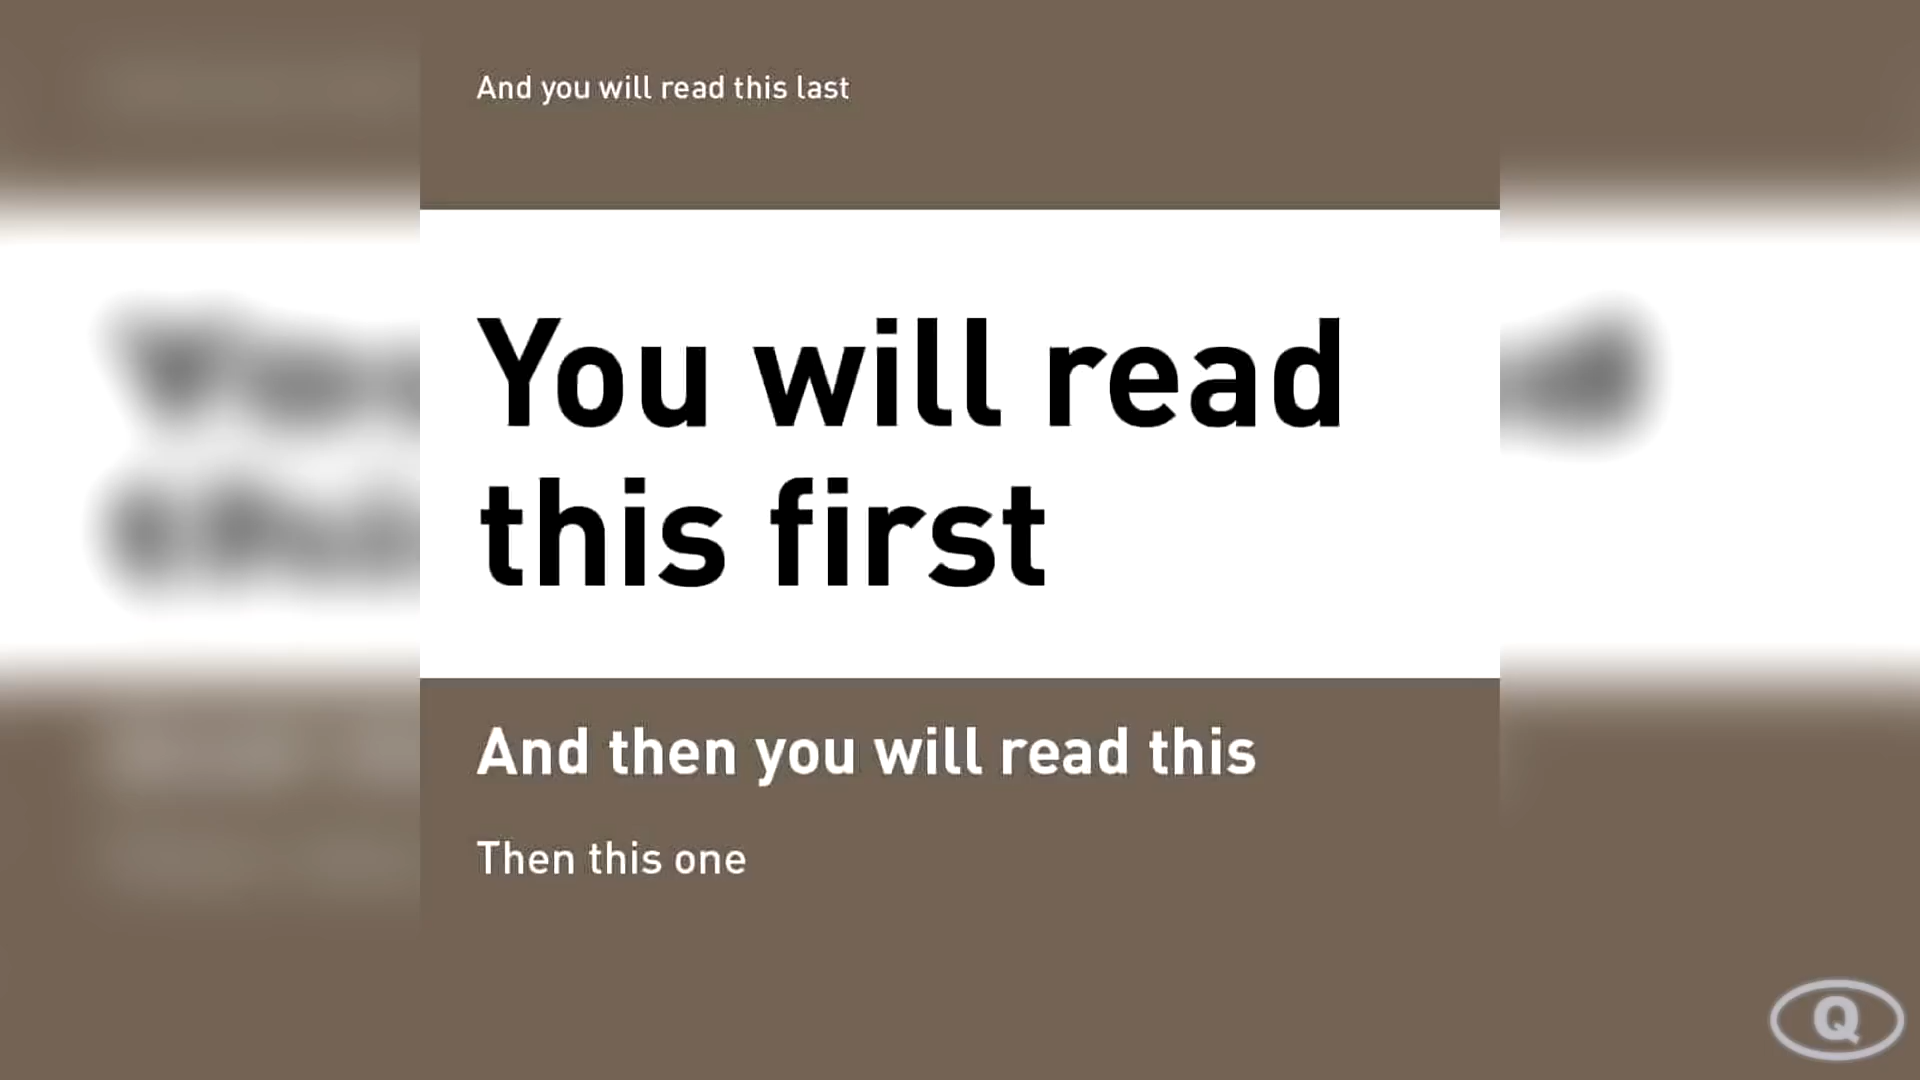 And you will read this last
You will read
this first
And then you will read this
Then this one
Q